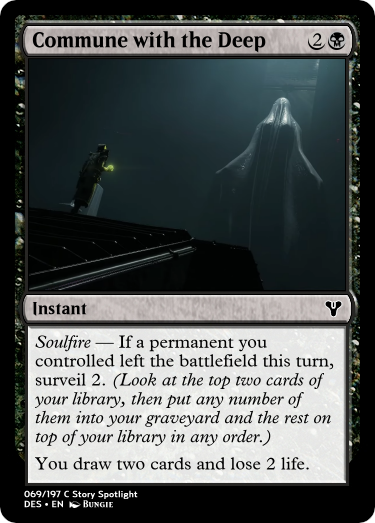 Commune with the Deep 2
Instant
Soulfire — If a permanent you
controlled left the battlefield this turn,
surveil 2. (Look at the top two cards of
your library, then put any number of
them into your graveyard and the rest on
top of your library in any order.)
You draw two cards and lose 2 life.
069/197 C Story Spotlight
DES • EN Bungie